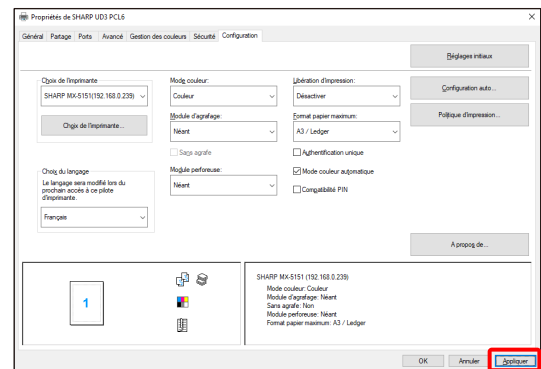 Propriétés de SHARP UD3 PCL6
Général Partage Ports Avancé Gestion des couleurs Sécurité Configuration
Réglages initiaux
Choix de l'imprimante
SHARP MX-5151(192.168.0.239)
Choix de l'imprimante...
Mode couleur:
Couleur
Libération d'impression:
Désactiver
Configuration auto...
Module d'agrafage:
Néant
Format papier maximum:
A3 / Ledger
Politique d'impression...
Sans agrafe
Authentification unique
Choix du langage
Le langage sera modifié lors du
prochain accès à ce pilote
d'imprimante.
Français
Module perforeuse:
Néant
Mode couleur automatique
Compatibilité PIN
A propos de...
1
SHARP MX-5151 (192.168.0.239)
Mode couleur: Couleur
Module d'agrafage: Néant
Sans agrafe: Non
Module perforeuse: Néant
Format papier maximum: A3 / Ledger
OK Annuler Appliquer